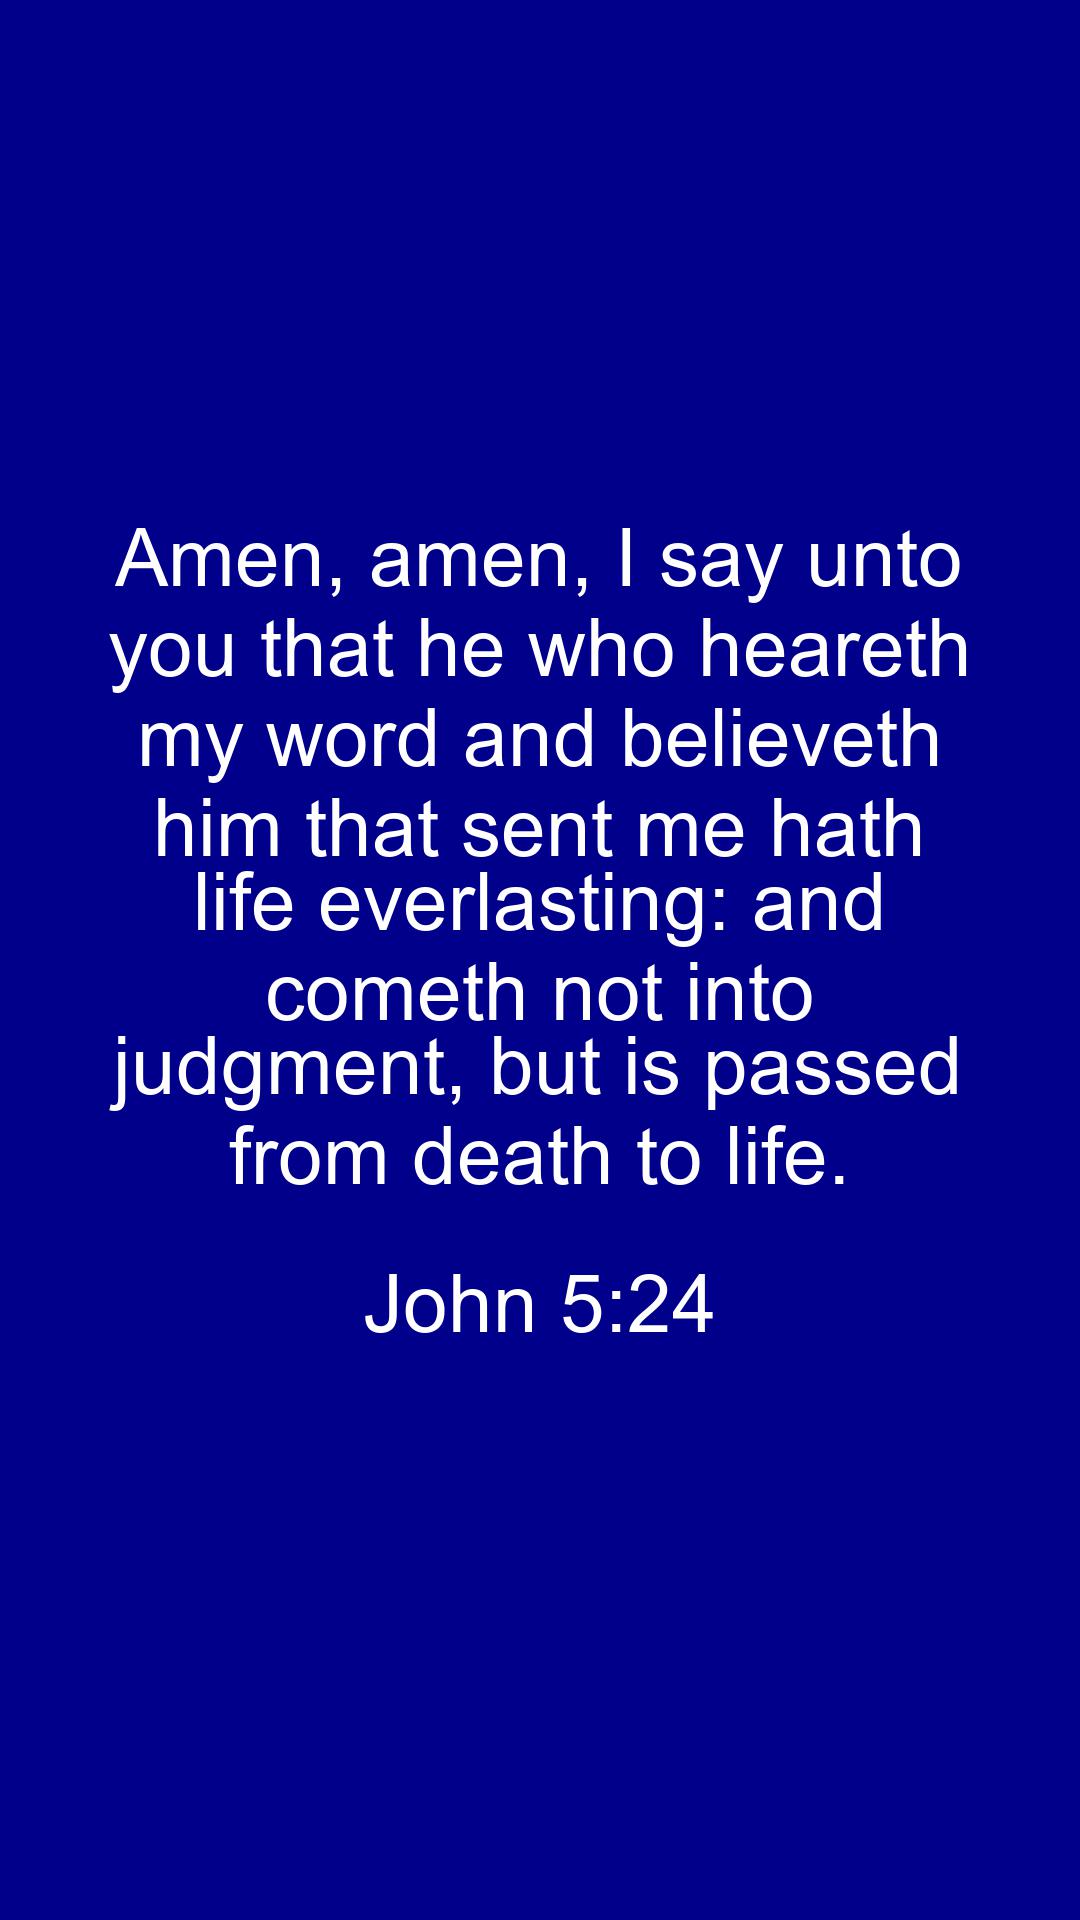 Amen, amen, I say unto
you that he who heareth
my word and believeth
him that sent me hath
life everlasting: and
cometh not into
judgment, but is passed
from death to life.
John 5:24